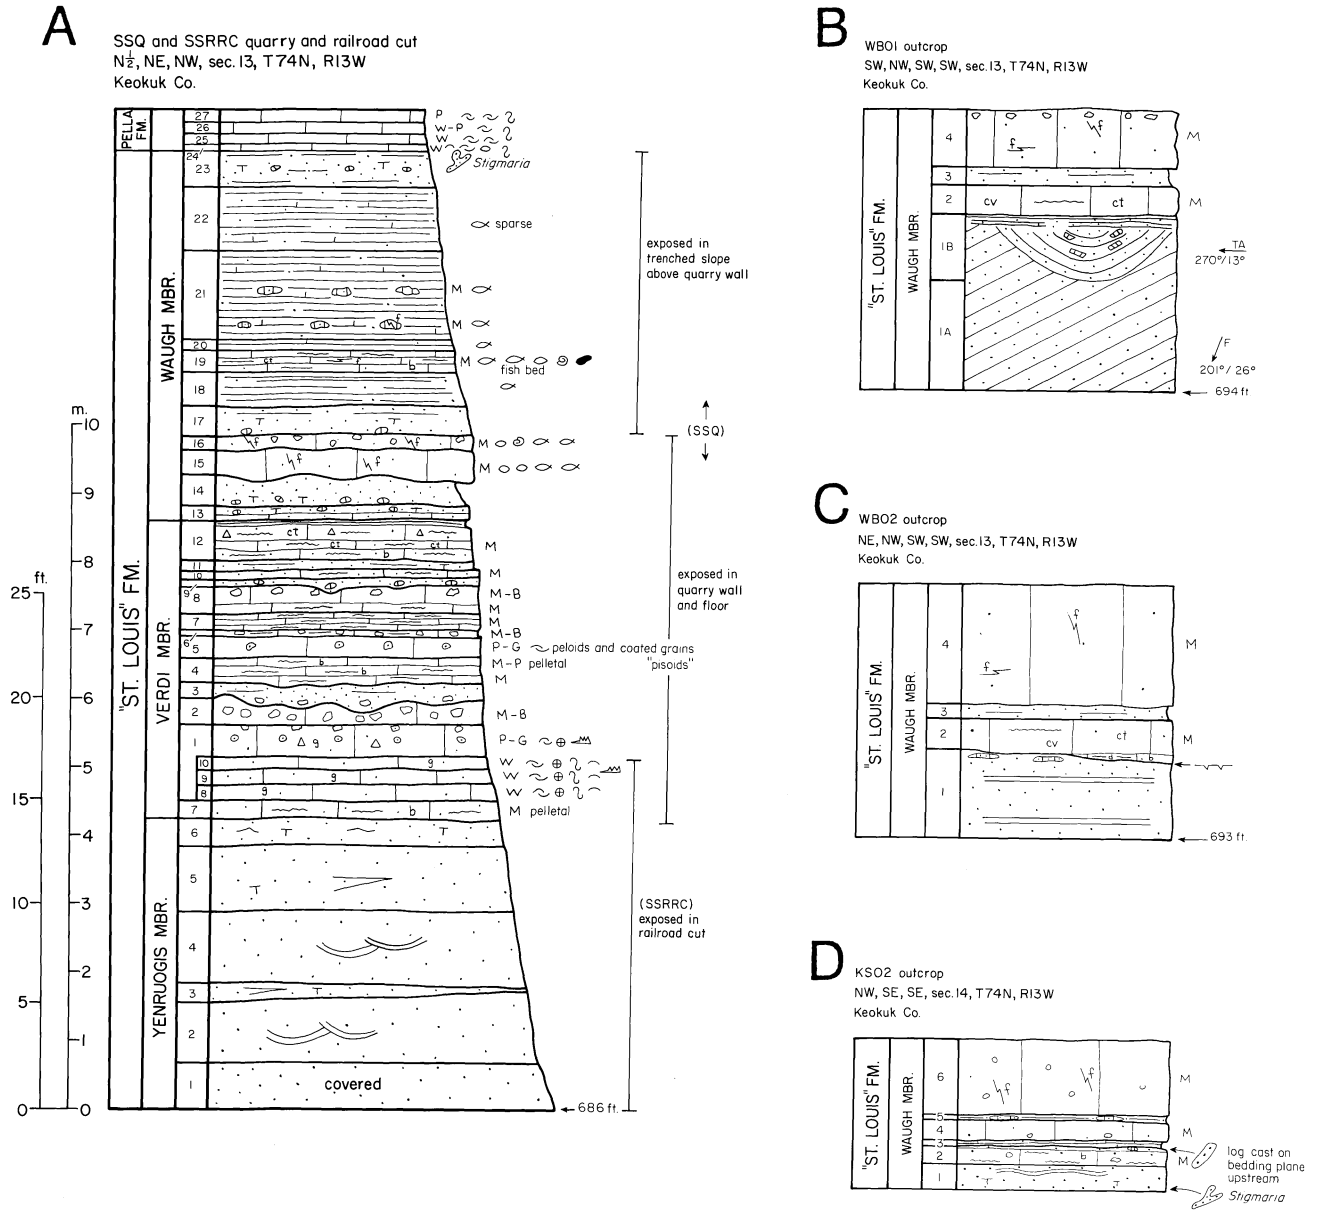 A
SSQ and SSRRC quarry and railroad cut
N½, NE, NW, sec. 13, T74N, R13W
Keokuk Co.
PELLA FM.
"ST. LOUIS" FM.
WAUGH MBR.
VERDI MBR.
YENRUOGIS MBR.
27
P
26
W-P
25
W
24
W
23
T
T
Stigmaria
22
sparse
21
M
f
M
20
19
ct
f
b
M
fish bed
18
17
T
T
16
f
f
M
15
f
f
M
14
T
T
13
T
T
12
ct
ct
ct
b
M
11
T
10
M
9
8
M-B
M
7
M
6
M-B
5
P-G
peloids and coated grains
"pisoids"
4
b
b
M-P pelletal
3
M
2
M-B
1
g
P-G
10
g
W
9
g
W
8
g
W
7
b
M pelletal
6
T
T
5
T
4
3
T
2
1
covered
686 ft.
m.
10
9
8
7
6
5
4
3
2
1
0
ft.
25
20
15
10
5
0
exposed in
trenched slope
above quarry wall
(SSQ)
exposed in
quarry wall
and floor
(SSRRC)
exposed in
railroad cut
B
WBO1 outcrop
SW, NW, SW, SW, sec. 13, T74N, R13W
Keokuk Co.
"ST. LOUIS" FM.
WAUGH MBR.
4
f
f
M
3
2
cv
ct
M
1B
TA
270°/13°
1A
F
201°/26°
694 ft
C
WBO2 outcrop
NE, NW, SW, SW, sec. 13, T74N, R13W
Keokuk Co.
"ST. LOUIS" FM.
WAUGH MBR.
4
f
f
M
3
2
cv
ct
M
g
b
1
693 ft.
D
KSO2 outcrop
NW, SE, SE, sec. 14, T74N, R13W
Keokuk Co.
"ST. LOUIS" FM.
WAUGH MBR.
6
f
f
M
5
4
M
3
2
b
M
1
T
T
log cast on
bedding plane
upstream
Stigmaria